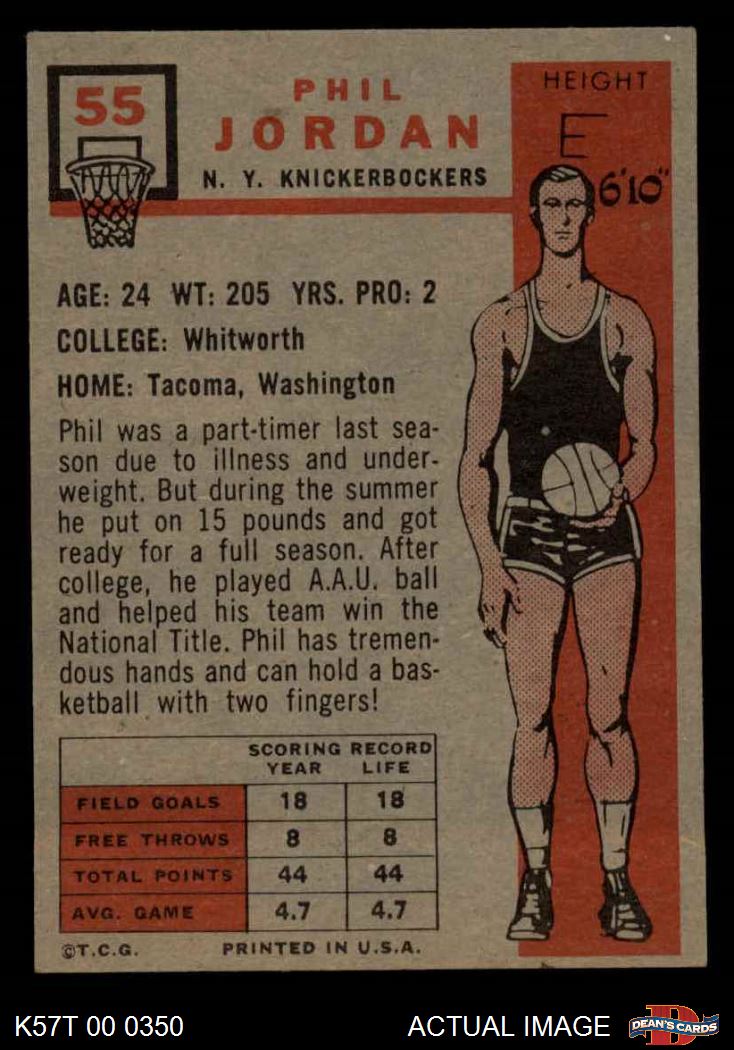 55
PHIL
JORDAN
N. Y. KNICKERBOCKERS
HEIGHT
E
6'10"
AGE: 24 WT: 205 YRS. PRO: 2
COLLEGE: Whitworth
HOME: Tacoma, Washington
Phil was a part-timer last sea-
son due to illness and under-
weight. But during the summer
he put on 15 pounds and got
ready for a full season. After
college, he played A.A.U. ball
and helped his team win the
National Title. Phil has tremen-
dous hands and can hold a bas-
ketball with two fingers!
SCORING RECORD
YEAR LIFE
FIELD GOALS 18 18
FREE THROWS 8 8
TOTAL POINTS 44 44
AVG. GAME 4.7 4.7
©T.C.G. PRINTED IN U.S.A.
K57T 00 0350 ACTUAL IMAGE D DEAN'S CARDS